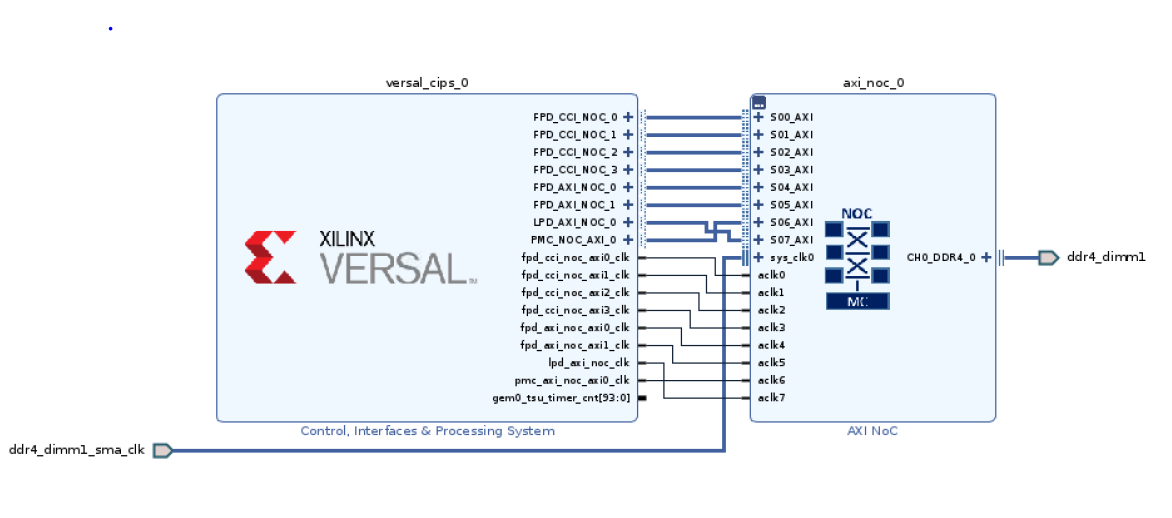 versal_cips_0
axi_noc_0
FPD_CCI_NOC_0
FPD_CCI_NOC_1
FPD_CCI_NOC_2
FPD_CCI_NOC_3
FPD_AXI_NOC_0
FPD_AXI_NOC_1
LPD_AXI_NOC_0
PMC_NOC_AXI_0
fpd_cci_noc_axi0_clk
fpd_cci_noc_axi1_clk
fpd_cci_noc_axi2_clk
fpd_cci_noc_axi3_clk
fpd_axi_noc_axi0_clk
fpd_axi_noc_axi1_clk
lpd_axi_noc_clk
pmc_axi_noc_axi0_clk
gem0_tsu_timer_cnt[93:0]
XILINX
VERSAL™
Control, Interfaces & Processing System
S00_AXI
S01_AXI
S02_AXI
S03_AXI
S04_AXI
S05_AXI
S06_AXI
S07_AXI
sys_clk0
aclk0
aclk1
aclk2
aclk3
aclk4
aclk5
aclk6
aclk7
NOC
MC
CH0_DDR4_0
AXI NoC
ddr4_dimm1
ddr4_dimm1_sma_clk